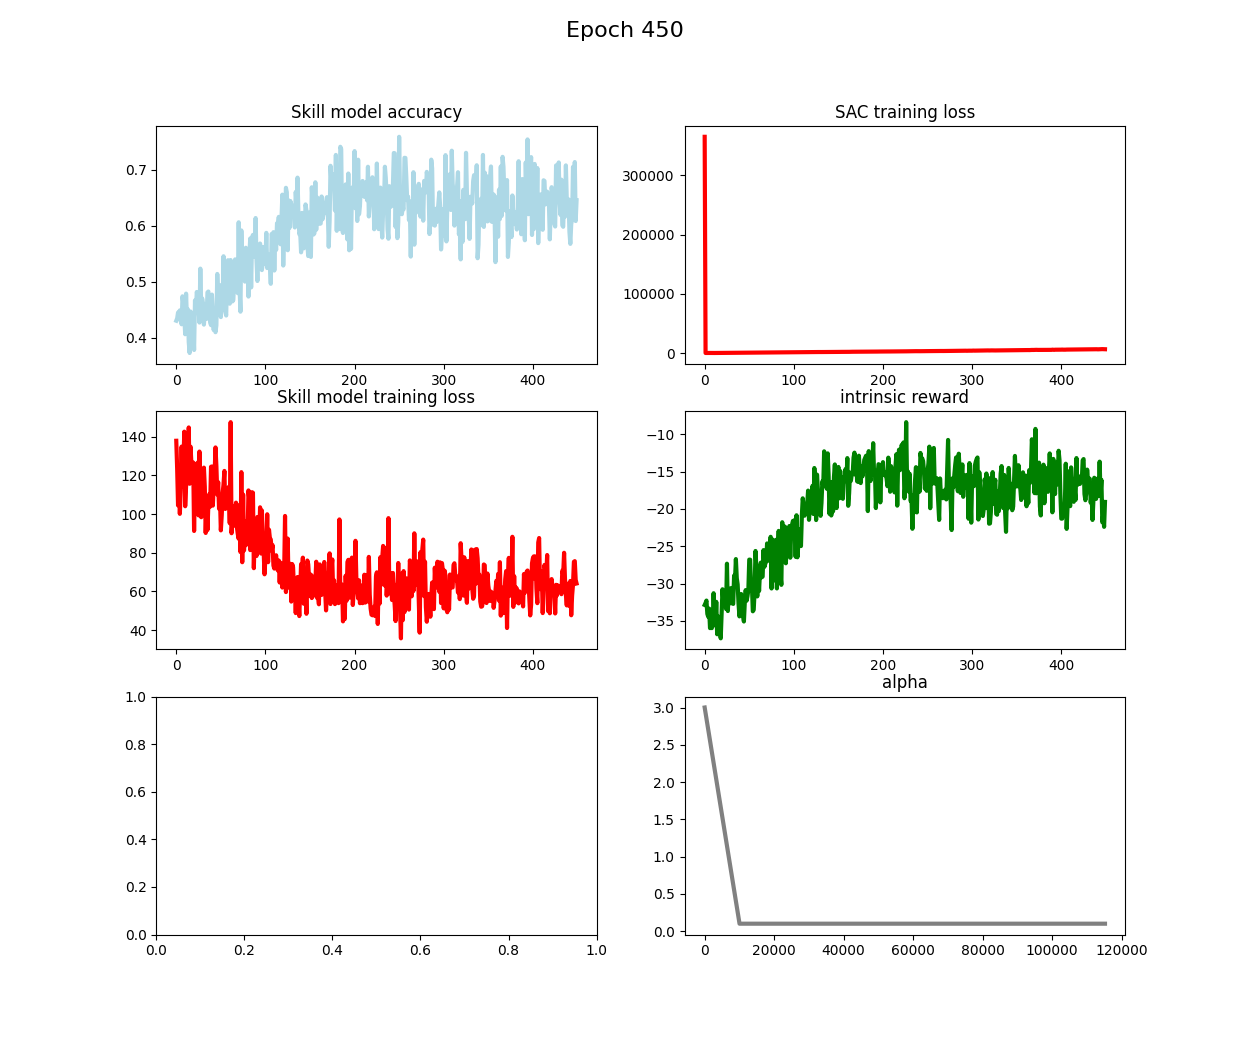 Epoch 450
Skill model accuracy
0.7
0.6
0.5
0.4
0 100 200 300 400
SAC training loss
300000
200000
100000
0
0 100 200 300 400
Skill model training loss
140
120
100
80
60
40
0 100 200 300 400
intrinsic reward
−10
−15
−20
−25
−30
−35
0 100 200 300 400
1.0
0.8
0.6
0.4
0.2
0.0
0.0 0.2 0.4 0.6 0.8 1.0
alpha
3.0
2.5
2.0
1.5
1.0
0.5
0.0
0 20000 40000 60000 80000 100000 120000